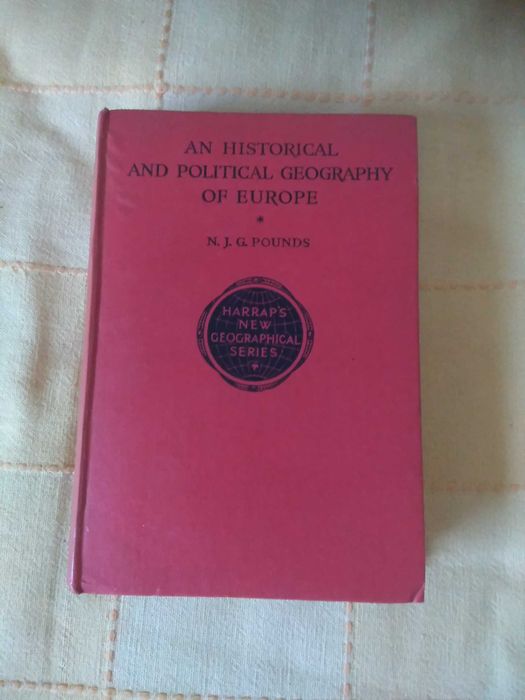 AN HISTORICAL
AND POLITICAL GEOGRAPHY
OF EUROPE
*
N. J. G. POUNDS
HARRAP'S
NEW
GEOGRAPHICAL
SERIES